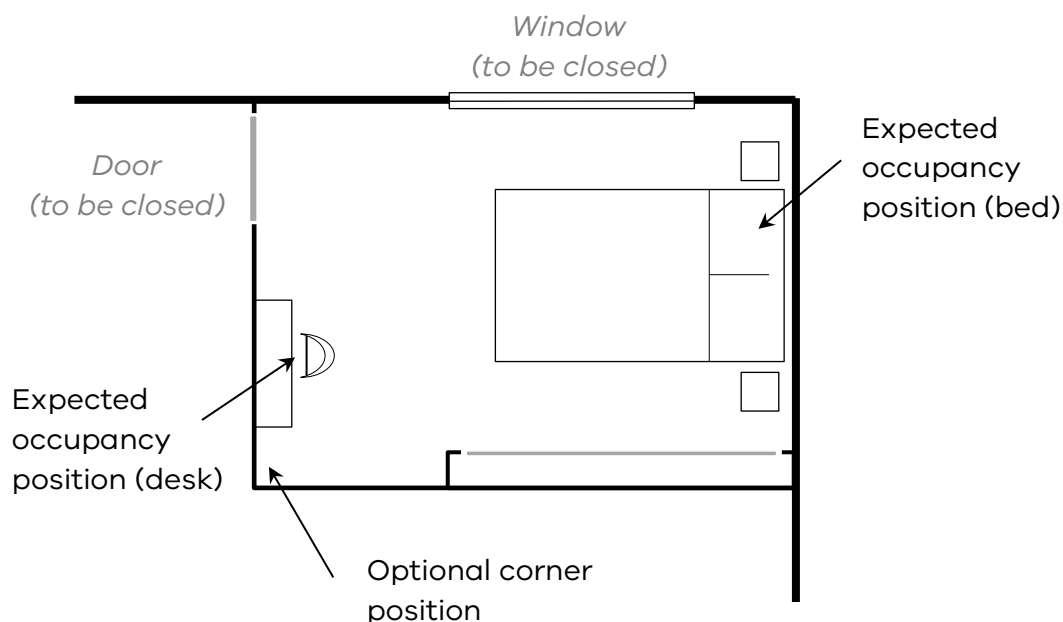 Window
(to be closed)
Door
(to be closed)
Expected
occupancy
position (bed)
Expected
occupancy
position (desk)
Optional corner
position